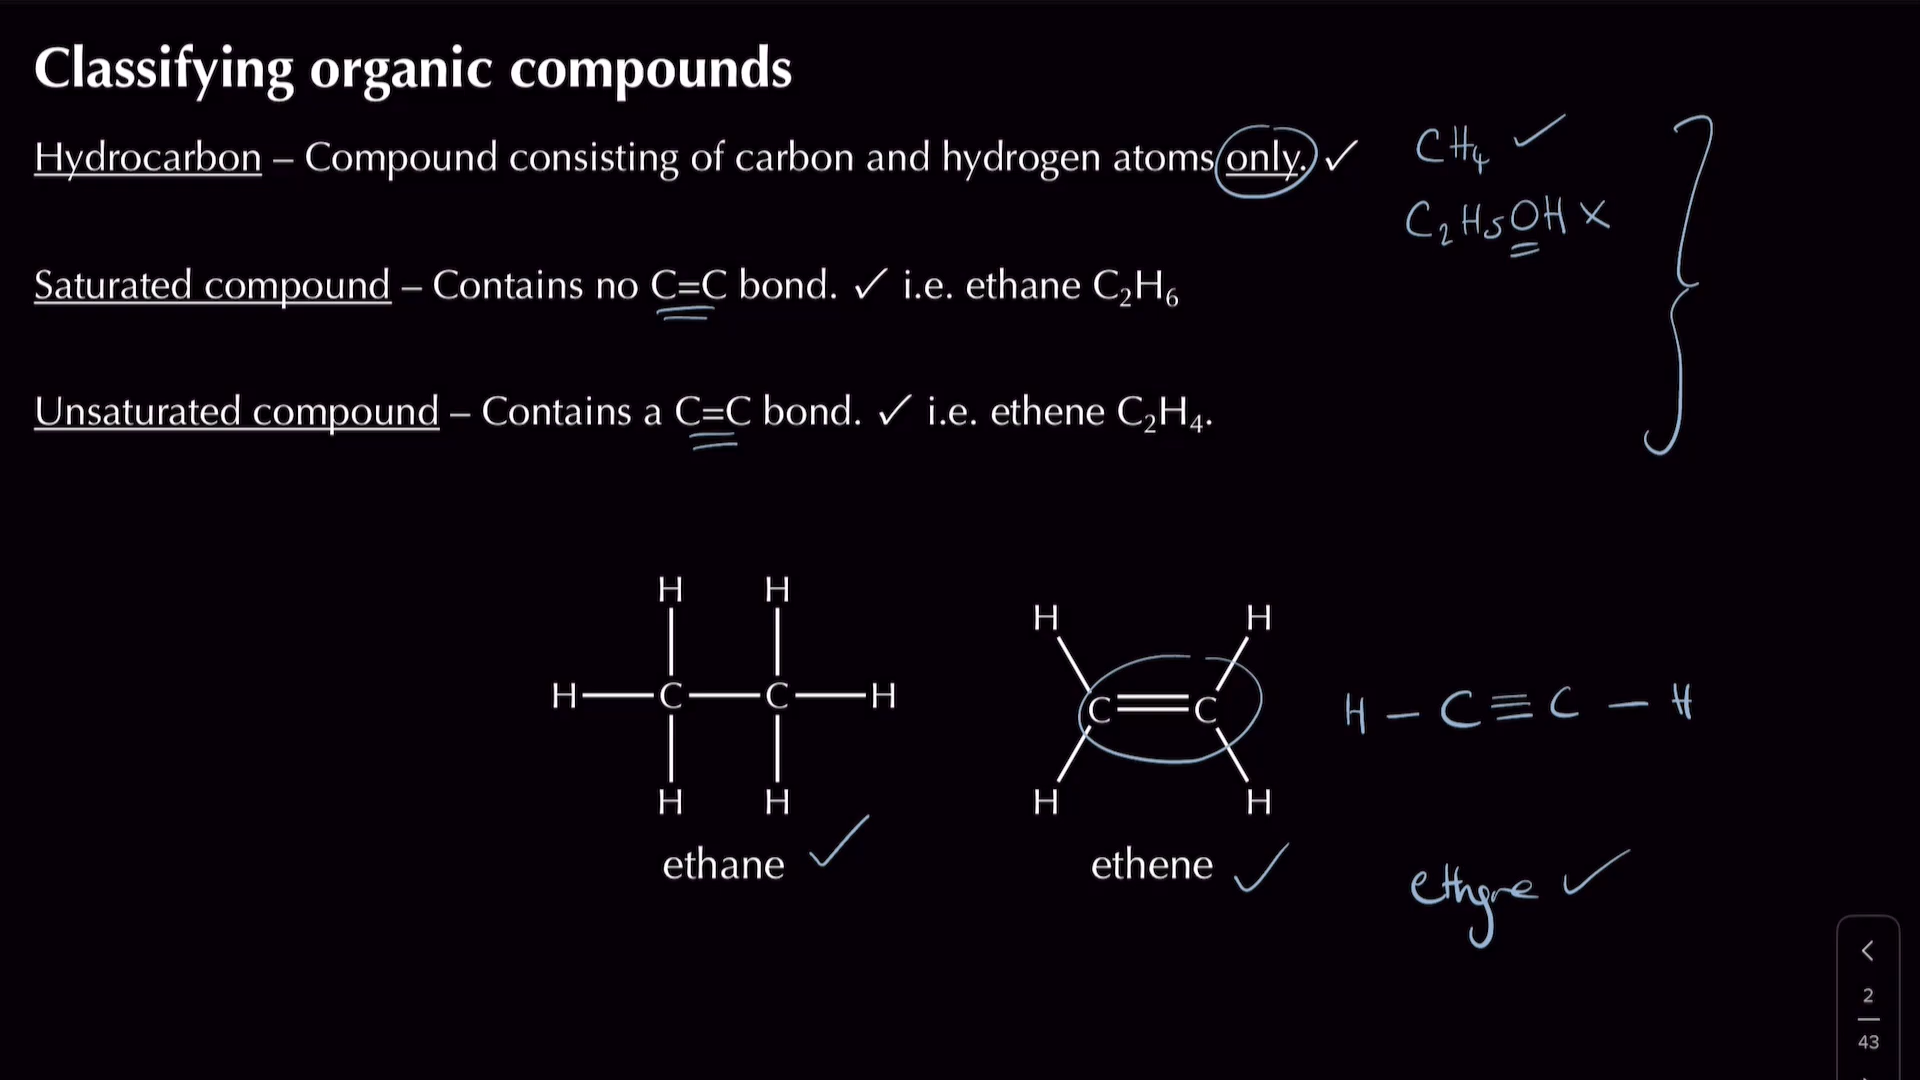 Classifying organic compounds
Hydrocarbon – Compound consisting of carbon and hydrogen atoms only. ✓ CH₄ ✓
C₂H₅OH x
Saturated compound – Contains no C=C bond. ✓ i.e. ethane C₂H₆
Unsaturated compound – Contains a C=C bond. ✓ i.e. ethene C₂H₄.
H H
H H
H—C—C—H
C=C
H – C≡C – H
H H
H H
ethane ✓
ethene ✓
ethyne ✓
2
43